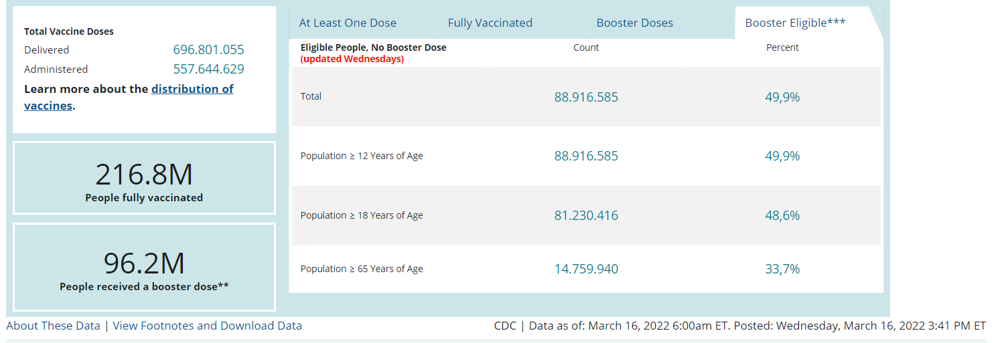 Total Vaccine Doses
Delivered 696.801.055
Administered 557.644.629
Learn more about the distribution of
vaccines.
216.8M
People fully vaccinated
96.2M
People received a booster dose**
At Least One Dose Fully Vaccinated Booster Doses Booster Eligible***
Eligible People, No Booster Dose Count Percent
(updated Wednesdays)
Total 88.916.585 49,9%
Population ≥ 12 Years of Age 88.916.585 49,9%
Population ≥ 18 Years of Age 81.230.416 48,6%
Population ≥ 65 Years of Age 14.759.940 33,7%
About These Data | View Footnotes and Download Data CDC | Data as of: March 16, 2022 6:00am ET. Posted: Wednesday, March 16, 2022 3:41 PM ET